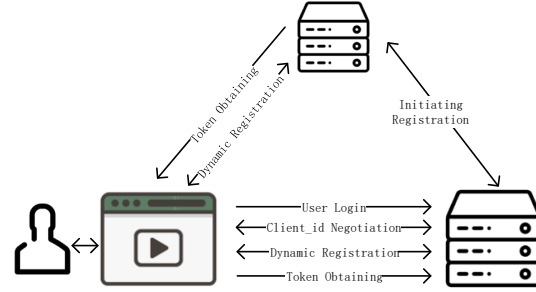 Token Obtaining
Dynamic Registration
Initiating
Registration
User Login
Client_id Negotiation
Dynamic Registration
Token Obtaining